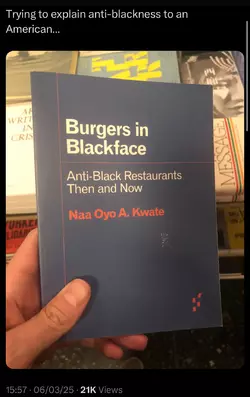 Trying to explain anti-blackness to an
American...
Burgers in
Blackface
Anti-Black Restaurants
Then and Now
Naa Oyo A. Kwate
MESSAGE
15:57 · 06/03/25 · 21K Views